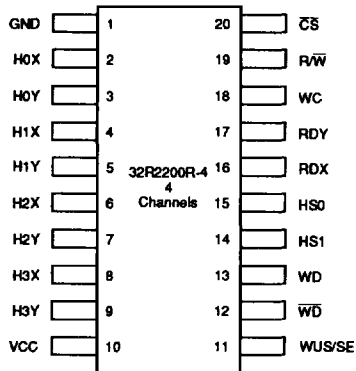 GND 1 20 C̅S̅
H0X 2 19 R/W̅
H0Y 3 18 WC
H1X 4 17 RDY
H1Y 5 16 RDX
32R2200R-4
4
Channels
H2X 6 15 HS0
H2Y 7 14 HS1
H3X 8 13 WD
H3Y 9 12 W̅D̅
VCC 10 11 WUS/SE